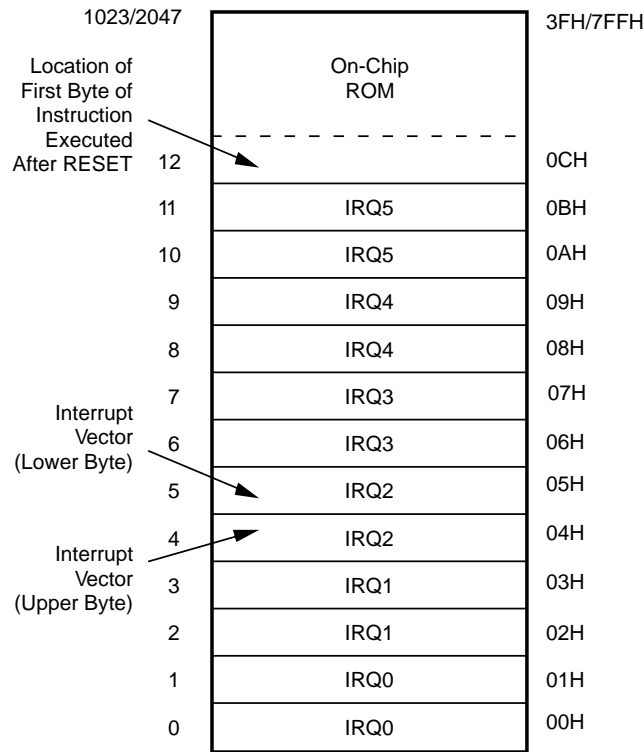 1023/2047 3FH/7FFH
Location of
First Byte of
Instruction
Executed
After RESET
On-Chip
ROM
12 0CH
11 IRQ5 0BH
10 IRQ5 0AH
9 IRQ4 09H
8 IRQ4 08H
7 IRQ3 07H
Interrupt
Vector
(Lower Byte)
6 IRQ3 06H
5 IRQ2 05H
4 IRQ2 04H
Interrupt
Vector
(Upper Byte)
3 IRQ1 03H
2 IRQ1 02H
1 IRQ0 01H
0 IRQ0 00H